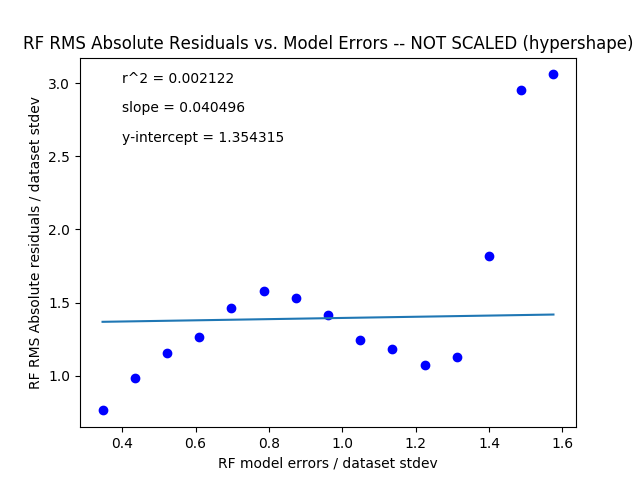 RF RMS Absolute Residuals vs. Model Errors -- NOT SCALED (hypershape)
r^2 = 0.002122
slope = 0.040496
y-intercept = 1.354315
RF RMS Absolute residuals / dataset stdev
3.0
2.5
2.0
1.5
1.0
0.4 0.6 0.8 1.0 1.2 1.4 1.6
RF model errors / dataset stdev